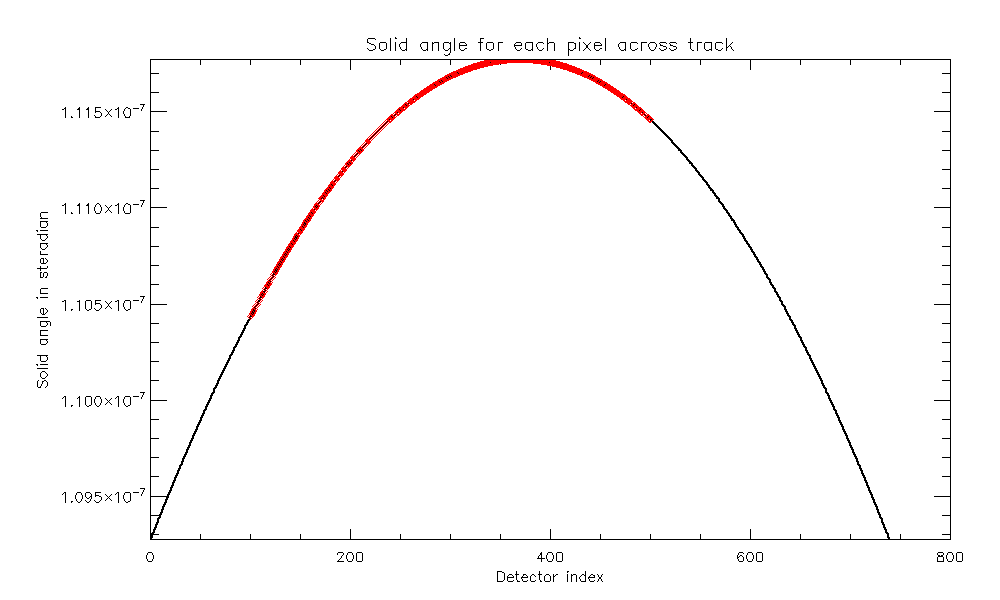 Solid angle for each pixel across track
1.115×10⁻⁷
1.110×10⁻⁷
1.105×10⁻⁷
1.100×10⁻⁷
1.095×10⁻⁷
Solid angle in steradian
0 200 400 600 800
Detector index